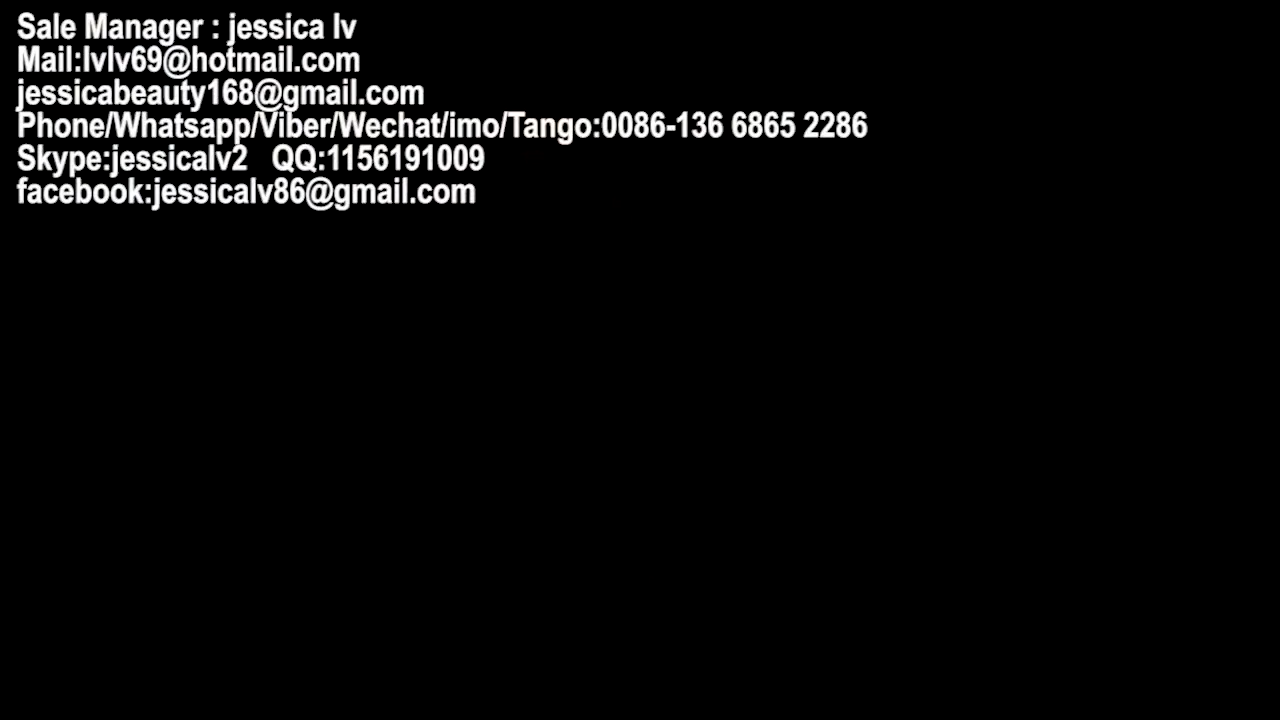 Sale Manager : jessica lv
Mail:lvlv69@hotmail.com
jessicabeauty168@gmail.com
Phone/Whatsapp/Viber/Wechat/imo/Tango:0086-136 6865 2286
Skype:jessicalv2   QQ:1156191009
facebook:jessicalv86@gmail.com